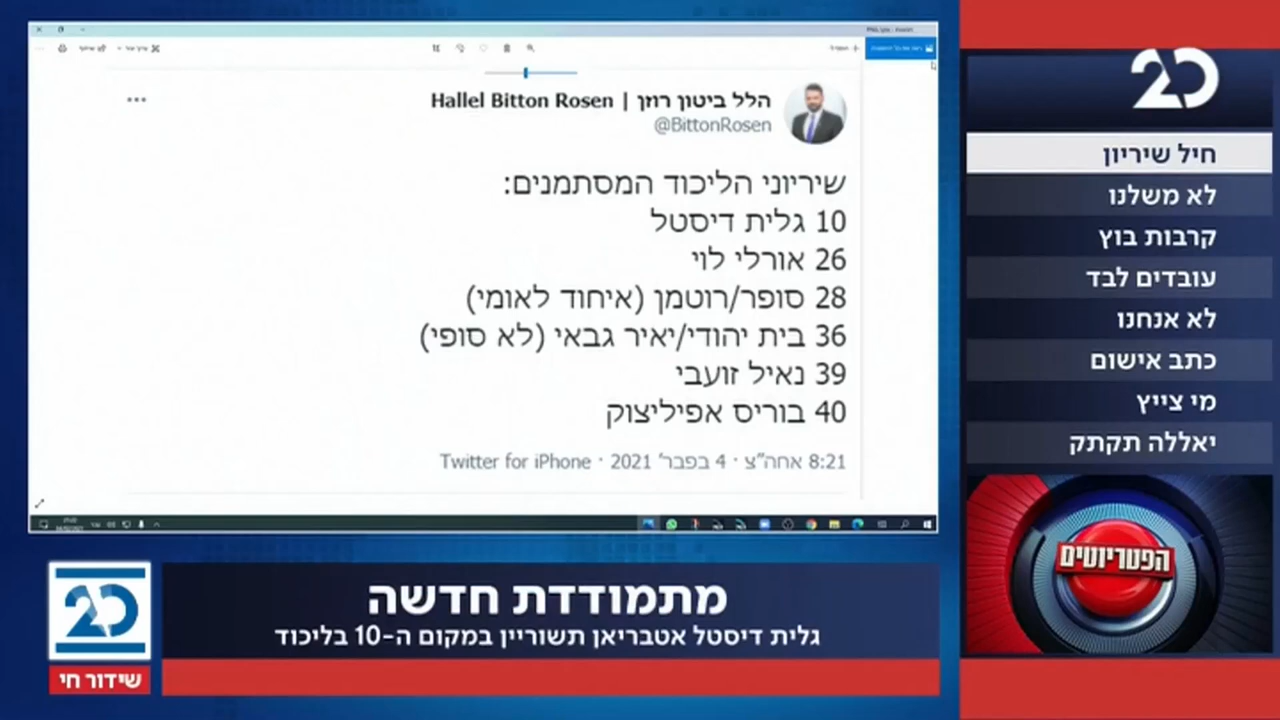 הלל ביטון רוזן | Hallel Bitton Rosen
@BittonRosen
שיריוני הליכוד המסתמנים:
10 גלית דיסטל
26 אורלי לוי
28 סופר/רוטמן (איחוד לאומי)
36 בית יהודי/יאיר גבאי (לא סופי)
39 נאיל זועבי
40 בוריס אפיליצוק
8:21 אחה"צ · 4 בפבר' 2021 · Twitter for iPhone
20
חיל שיריון
לא משלנו
קרבות בוץ
עובדים לבד
לא אנחנו
כתב אישום
מי צייץ
יאללה תקתק
הפטריוטים
מתמודדת חדשה
גלית דיסטל אטבריאן תשוריין במקום ה-10 בליכוד
20
שידור חי